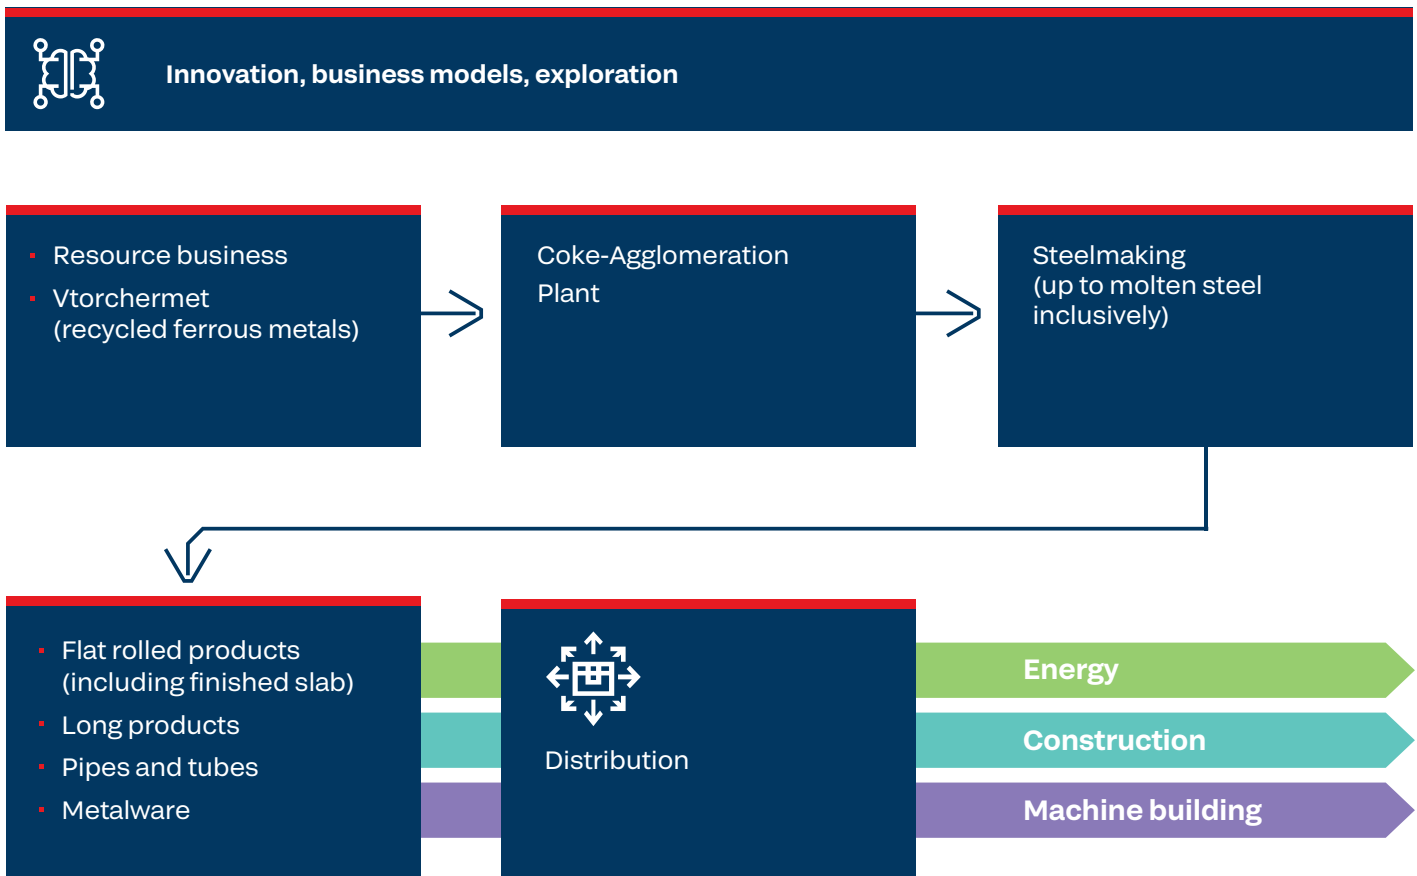 Innovation, business models, exploration
Resource business
Vtorchermet
(recycled ferrous metals)
Coke-Agglomeration
Plant
Steelmaking
(up to molten steel
inclusively)
Flat rolled products
(including finished slab)
Long products
Pipes and tubes
Metalware
Distribution
Energy
Construction
Machine building